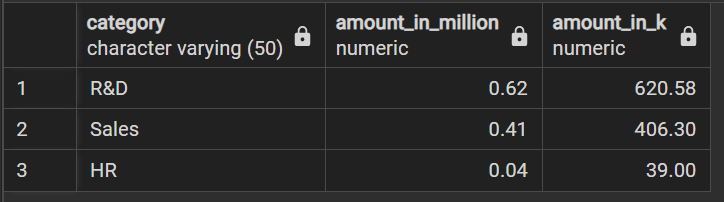 category amount_in_million amount_in_k
character varying (50) numeric numeric
1 R&D 0.62 620.58
2 Sales 0.41 406.30
3 HR 0.04 39.00